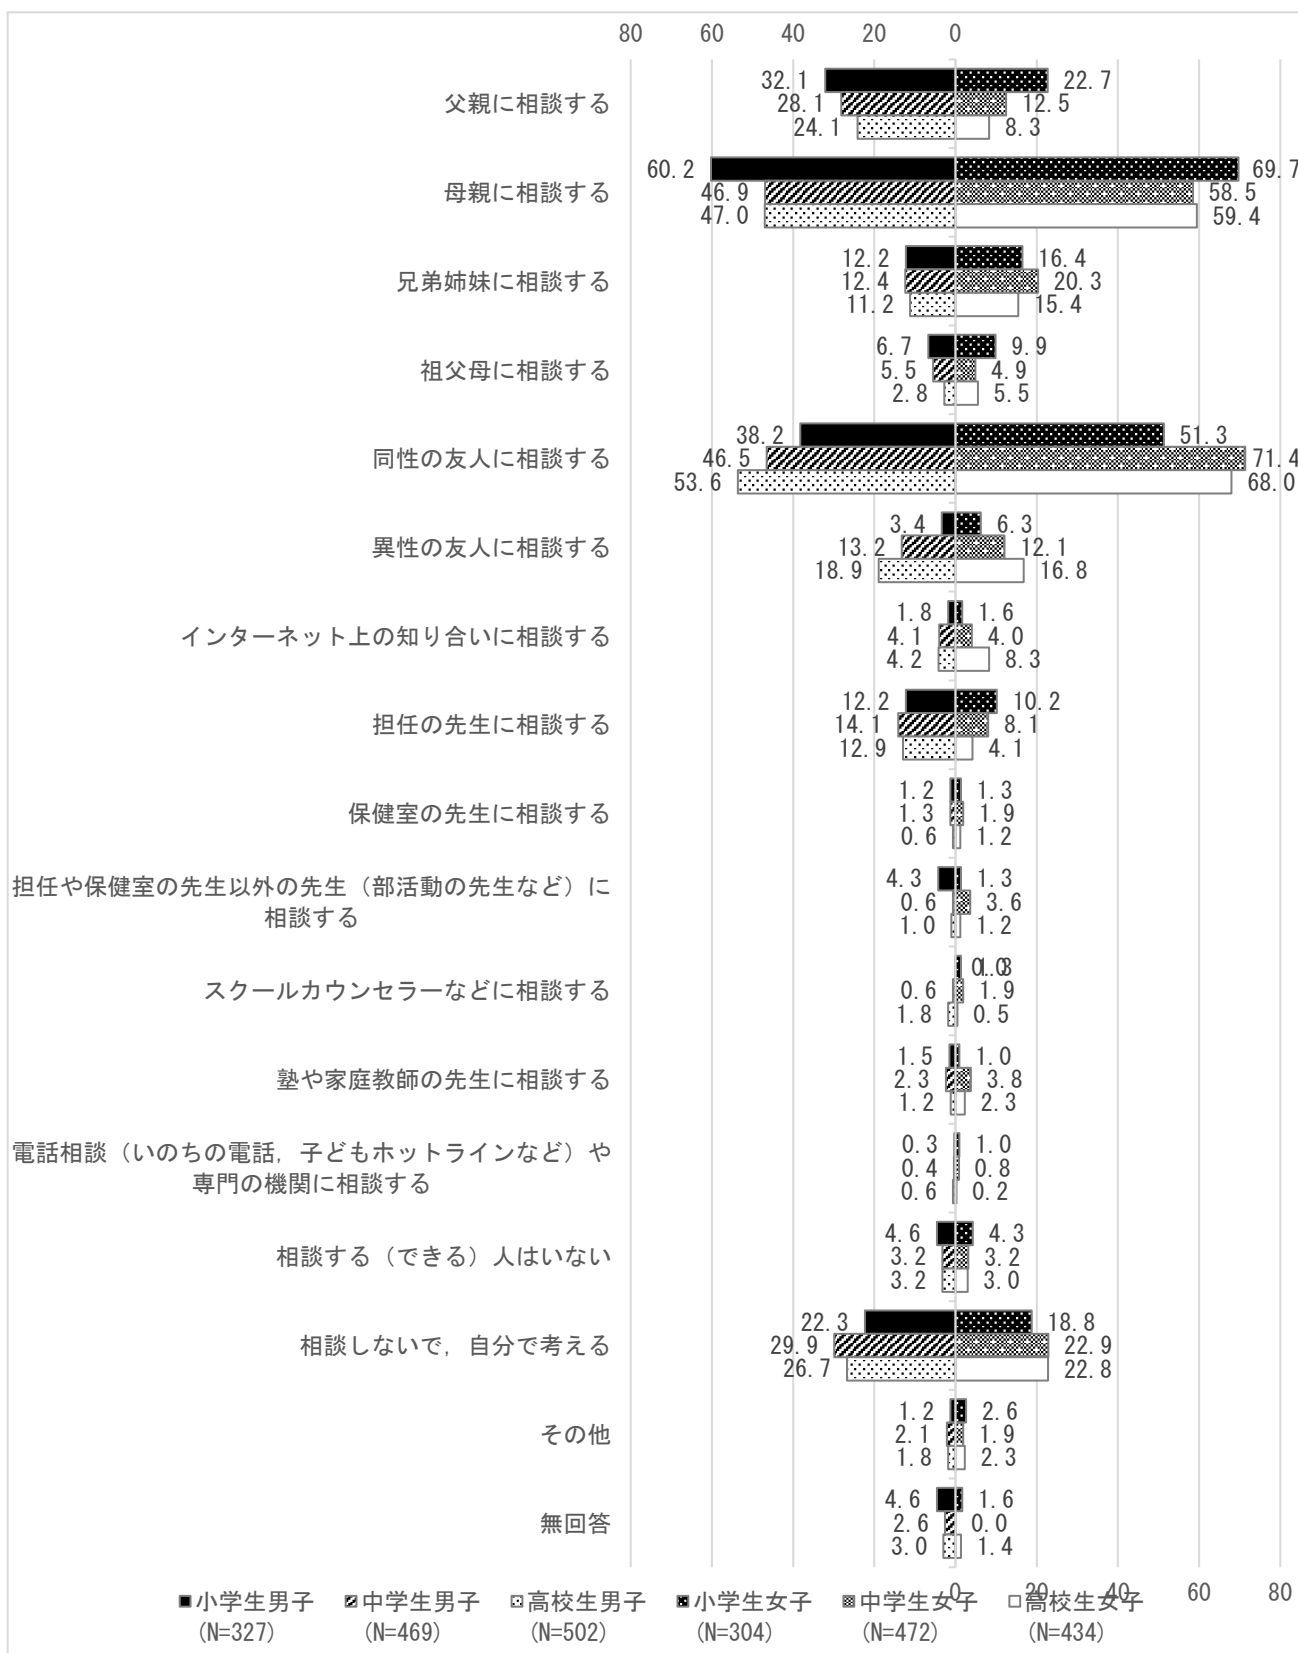 80 60 40 20 0
父親に相談する
32.1 22.7
28.1 12.5
24.1 8.3
母親に相談する
60.2 69.7
46.9 58.5
47.0 59.4
兄弟姉妹に相談する
12.2 16.4
12.4 20.3
11.2 15.4
祖父母に相談する
6.7 9.9
5.5 4.9
2.8 5.5
同性の友人に相談する
38.2 51.3
46.5 71.4
53.6 68.0
異性の友人に相談する
3.4 6.3
13.2 12.1
18.9 16.8
インターネット上の知り合いに相談する
1.8 1.6
4.1 4.0
4.2 8.3
担任の先生に相談する
12.2 10.2
14.1 8.1
12.9 4.1
保健室の先生に相談する
1.2 1.3
1.3 1.9
0.6 1.2
担任や保健室の先生以外の先生（部活動の先生など）に
相談する
4.3 1.3
0.6 3.6
1.0 1.2
スクールカウンセラーなどに相談する
0.0 1.3
0.6 1.9
1.8 0.5
塾や家庭教師の先生に相談する
1.5 1.0
2.3 3.8
1.2 2.3
電話相談（いのちの電話，子どもホットラインなど）や
専門の機関に相談する
0.3 1.0
0.4 0.8
0.6 0.2
相談する（できる）人はいない
4.6 4.3
3.2 3.2
3.2 3.0
相談しないで，自分で考える
22.3 18.8
29.9 22.9
26.7 22.8
その他
1.2 2.6
2.1 1.9
1.8 2.3
無回答
4.6 1.6
2.6 0.0
3.0 1.4
0 20 40 60 80
小学生男子 中学生男子 高校生男子 小学生女子 中学生女子 高校生女子
(N=327) (N=469) (N=502) (N=304) (N=472) (N=434)